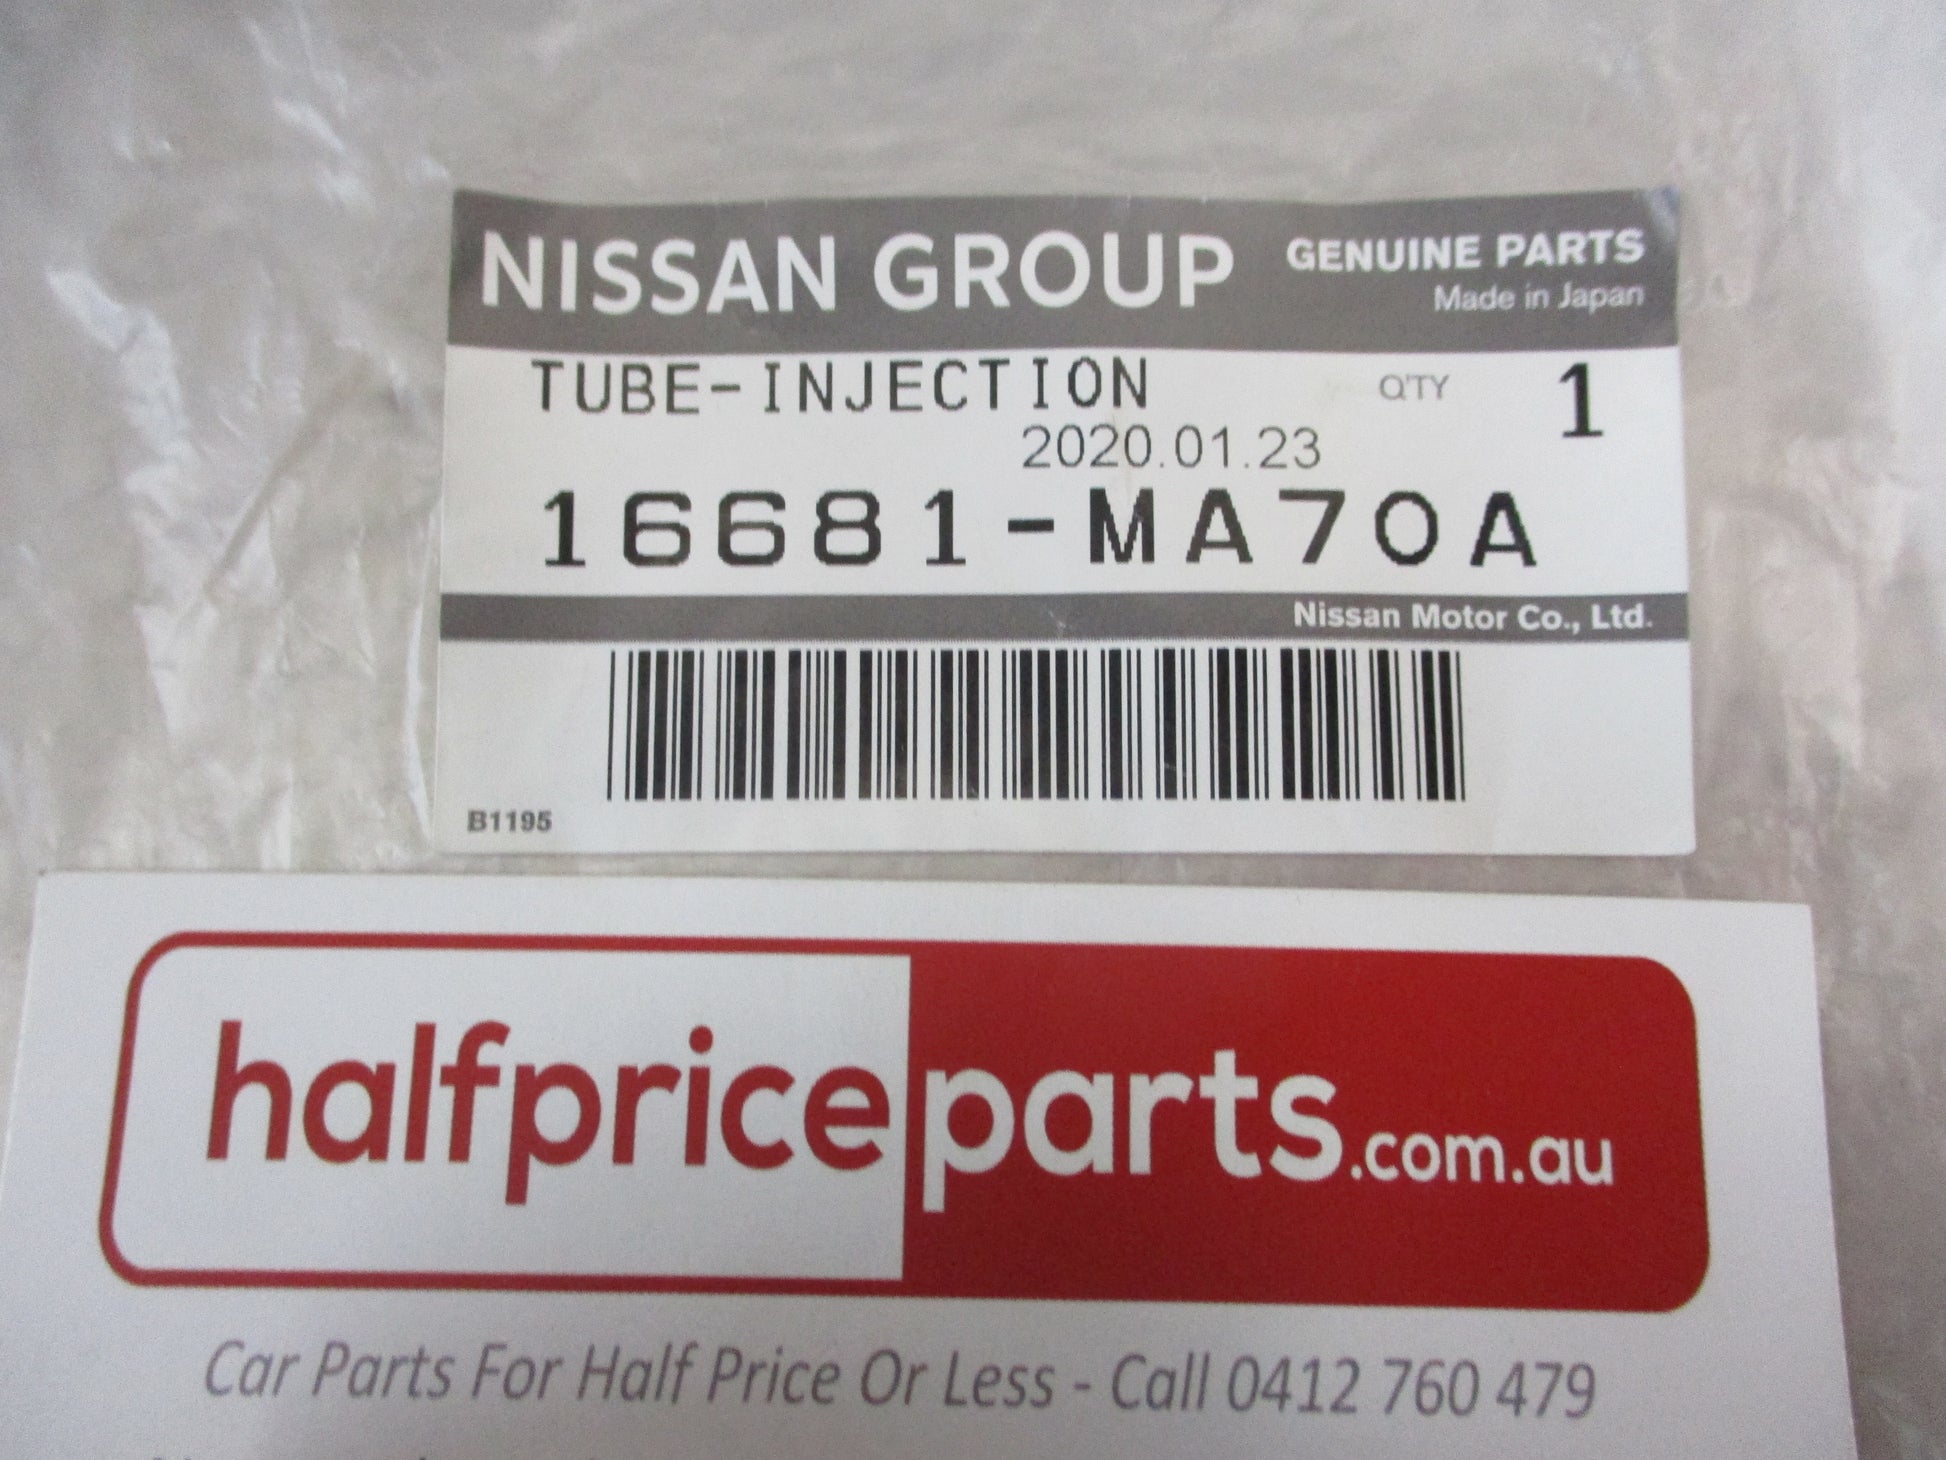 NISSAN GROUP GENUINE PARTS
Made in Japan
TUBE-INJECTION Q'TY 1
2020.01.23
16681-MA70A
Nissan Motor Co., Ltd.
B1195
halfpriceparts.com.au
Car Parts For Half Price Or Less - Call 0412 760 479